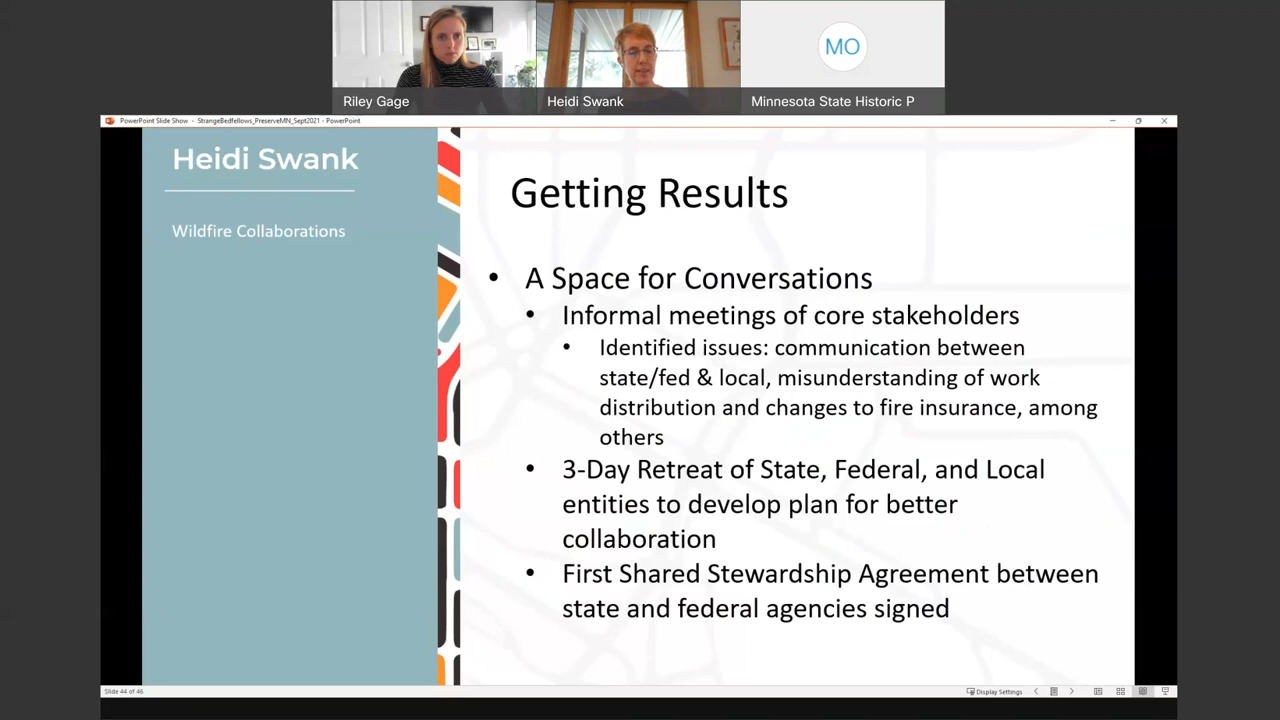 MO
Riley Gage
Heidi Swank
Minnesota State Historic P
PowerPoint Slide Show - StrangeBedfellows_PreserveMN_Sept2021 - PowerPoint
Heidi Swank
Wildfire Collaborations
Getting Results
• A Space for Conversations
• Informal meetings of core stakeholders
• Identified issues: communication between
state/fed & local, misunderstanding of work
distribution and changes to fire insurance, among
others
• 3-Day Retreat of State, Federal, and Local
entities to develop plan for better
collaboration
• First Shared Stewardship Agreement between
state and federal agencies signed
Slide 44 of 46
Display Settings